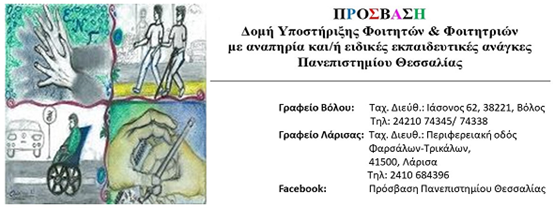 Ε.Ν.Γ
ΠΡΟΣΒΑΣΗ
Δομή Υποστήριξης Φοιτητών & Φοιτητριών
με αναπηρία και/ή ειδικές εκπαιδευτικές ανάγκες
Πανεπιστημίου Θεσσαλίας
Γραφείο Βόλου: Ταχ. Διεύθ.: Ιάσονος 62, 38221, Βόλος
Τηλ: 24210 74345/ 74338
Γραφείο Λάρισας: Ταχ. Διευθ.: Περιφερειακή οδός
Φαρσάλων-Τρικάλων,
41500, Λάρισα
Τηλ: 2410 684396
Facebook: Πρόσβαση Πανεπιστημίου Θεσσαλίας